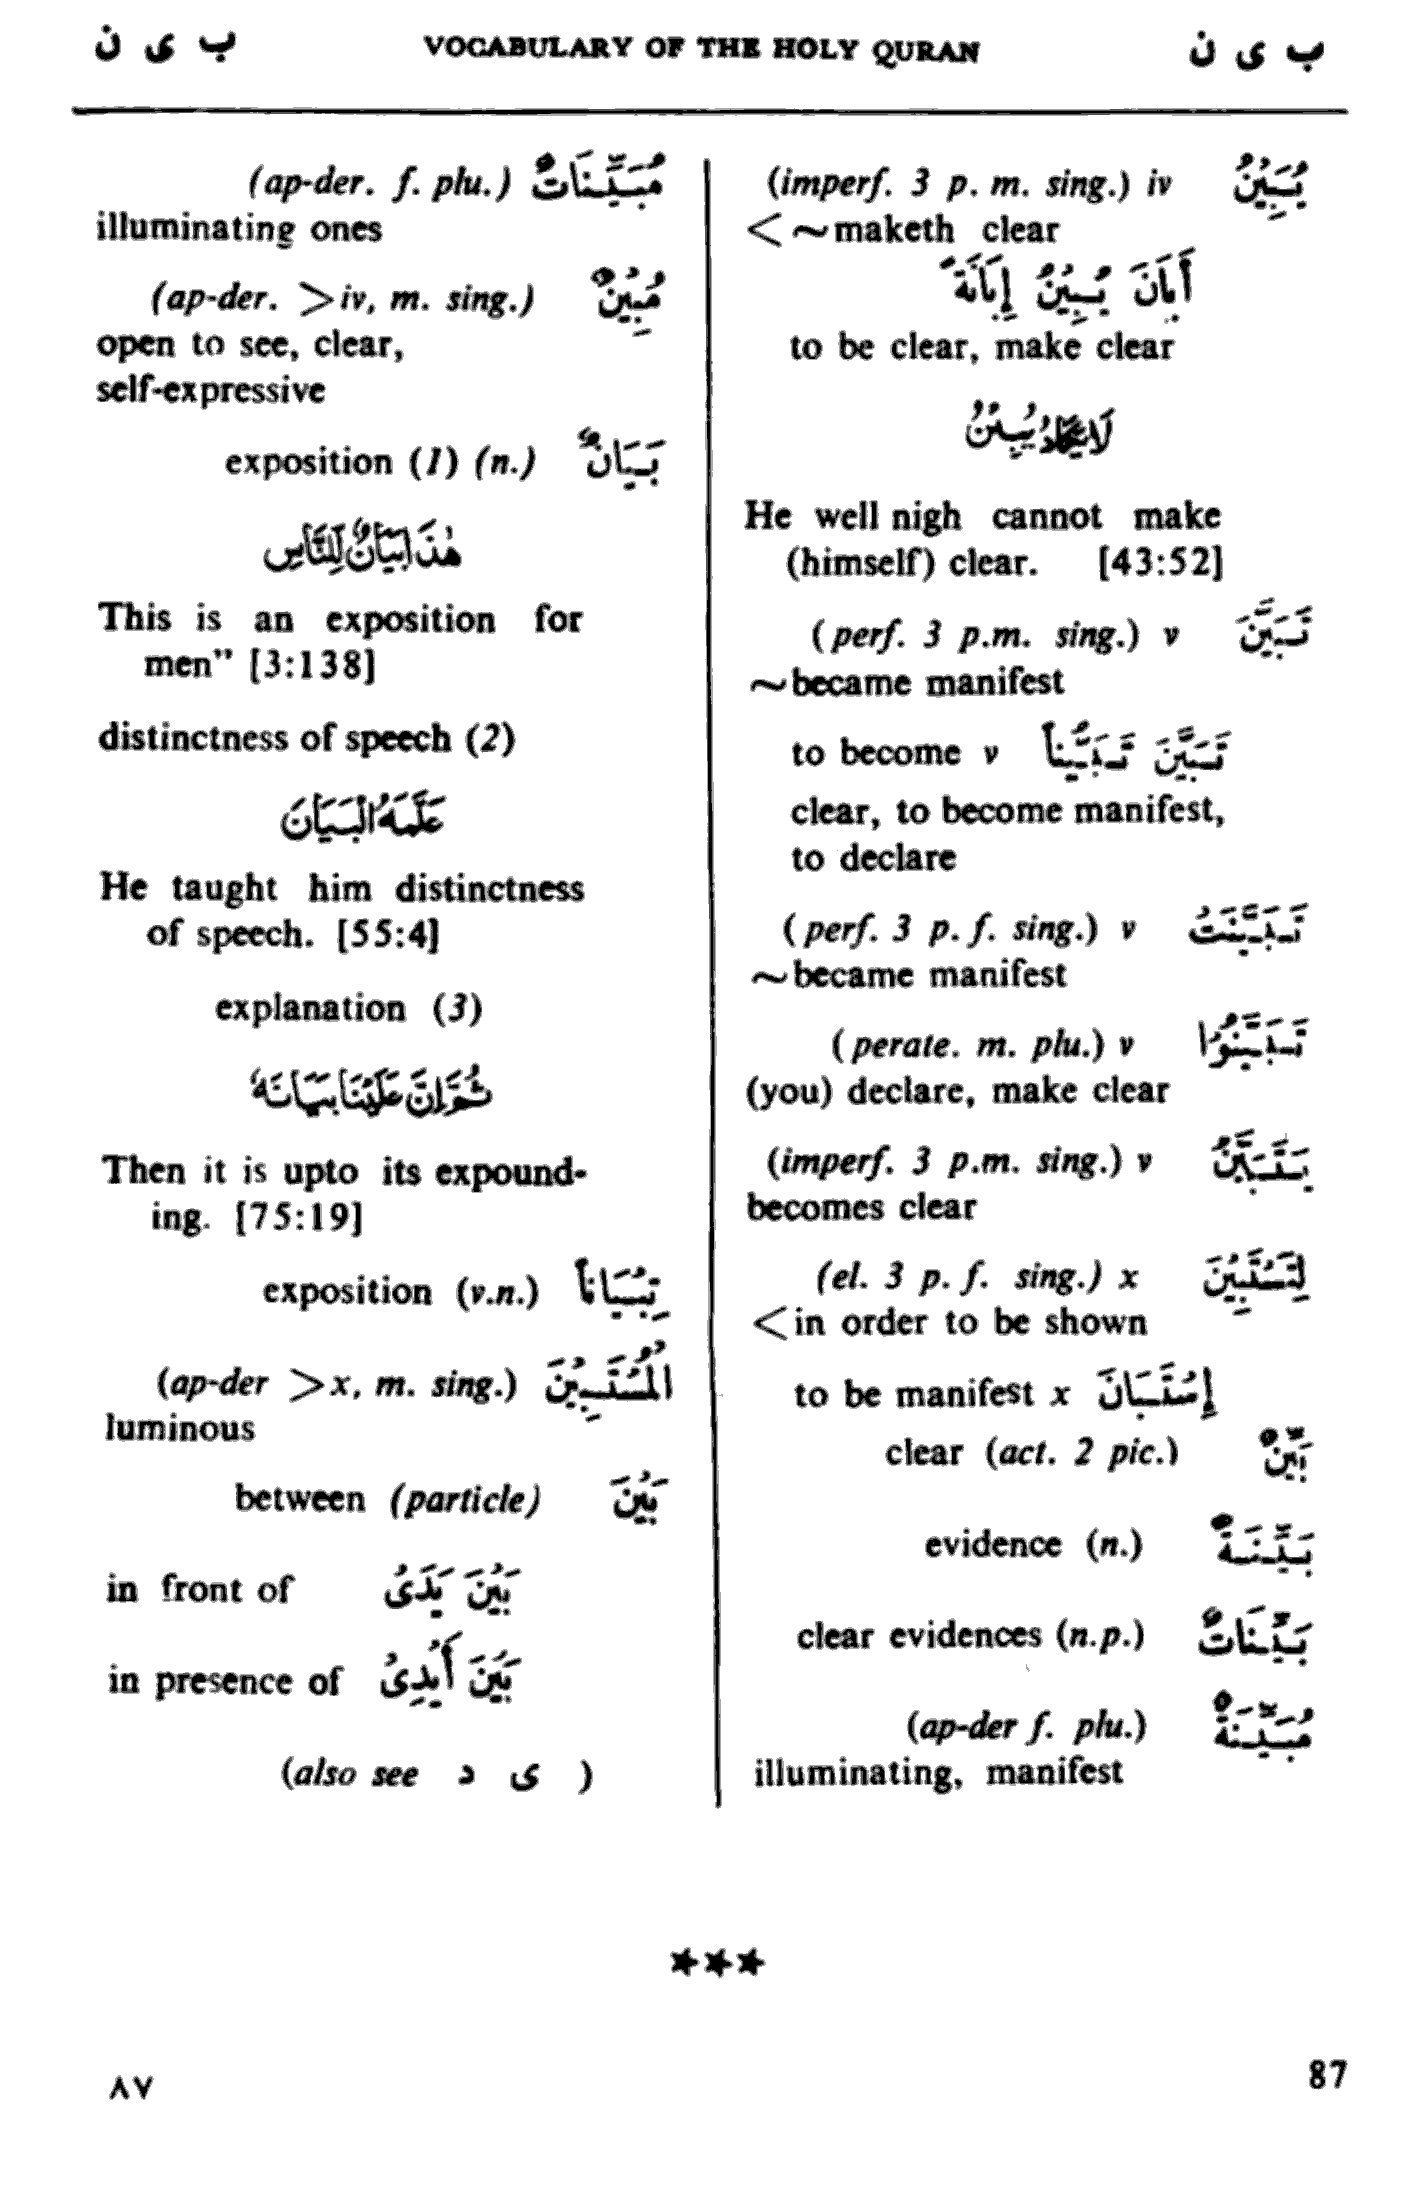 ب ی ن VOCABULARY OF THE HOLY QURAN ب ی ن
(imperf. 3 p. m. sing.) iv يُبِيْنُ
<~maketh clear
أَبَانَ يُبِيْنُ إِبَانَةً
to be clear, make clear
لَا يَكَادُ يُبِيْنُ
He well nigh cannot make
(himself) clear. [43:52]
(perf. 3 p.m. sing.) v تَبَيَّنَ
~became manifest
to become v تَبَيَّنَ تَبَيُّناً
clear, to become manifest,
to declare
(perf. 3 p. f. sing.) v تَبَيَّنَتْ
~became manifest
(perate. m. plu.) v تَبَيَّنُوْا
(you) declare, make clear
(imperf. 3 p.m. sing.) v يَتَبَيَّنُ
becomes clear
(el. 3 p. f. sing.) x لِتَسْتَبِيْنَ
<in order to be shown
to be manifest x إِسْتَبَانَ
clear (act. 2 pic.) بَيِّنٌ
evidence (n.) بَيِّنَةٌ
clear evidences (n.p.) بَيِّنَاتٌ
(ap-der f. plu.) مُبَيِّنَةٌ
illuminating, manifest
(ap-der. f. plu.) مُبَيِّنَاتٌ
illuminating ones
(ap-der. >iv, m. sing.) مُبِيْنٌ
open to see, clear,
self-expressive
exposition (1) (n.) بَيَانٌ
هٰذَا بَيَانٌ لِّلنَّاسِ
This is an exposition for
men” [3:138]
distinctness of speech (2)
عَلَّمَهُ الْبَيَانَ
He taught him distinctness
of speech. [55:4]
explanation (3)
ثُمَّ إِنَّ عَلَيْنَا بَيَانَهٗ
Then it is upto its expound-
ing. [75:19]
exposition (v.n.) تِبْيَاناً
(ap-der >x, m. sing.) الْمُسْتَبِيْنَ
luminous
between (particle) بَيْنَ
in front of بَيْنَ يَدَىْ
in presence of بَيْنَ أَيْدِىْ
(also see ی د )
★★★
٨٧ 87